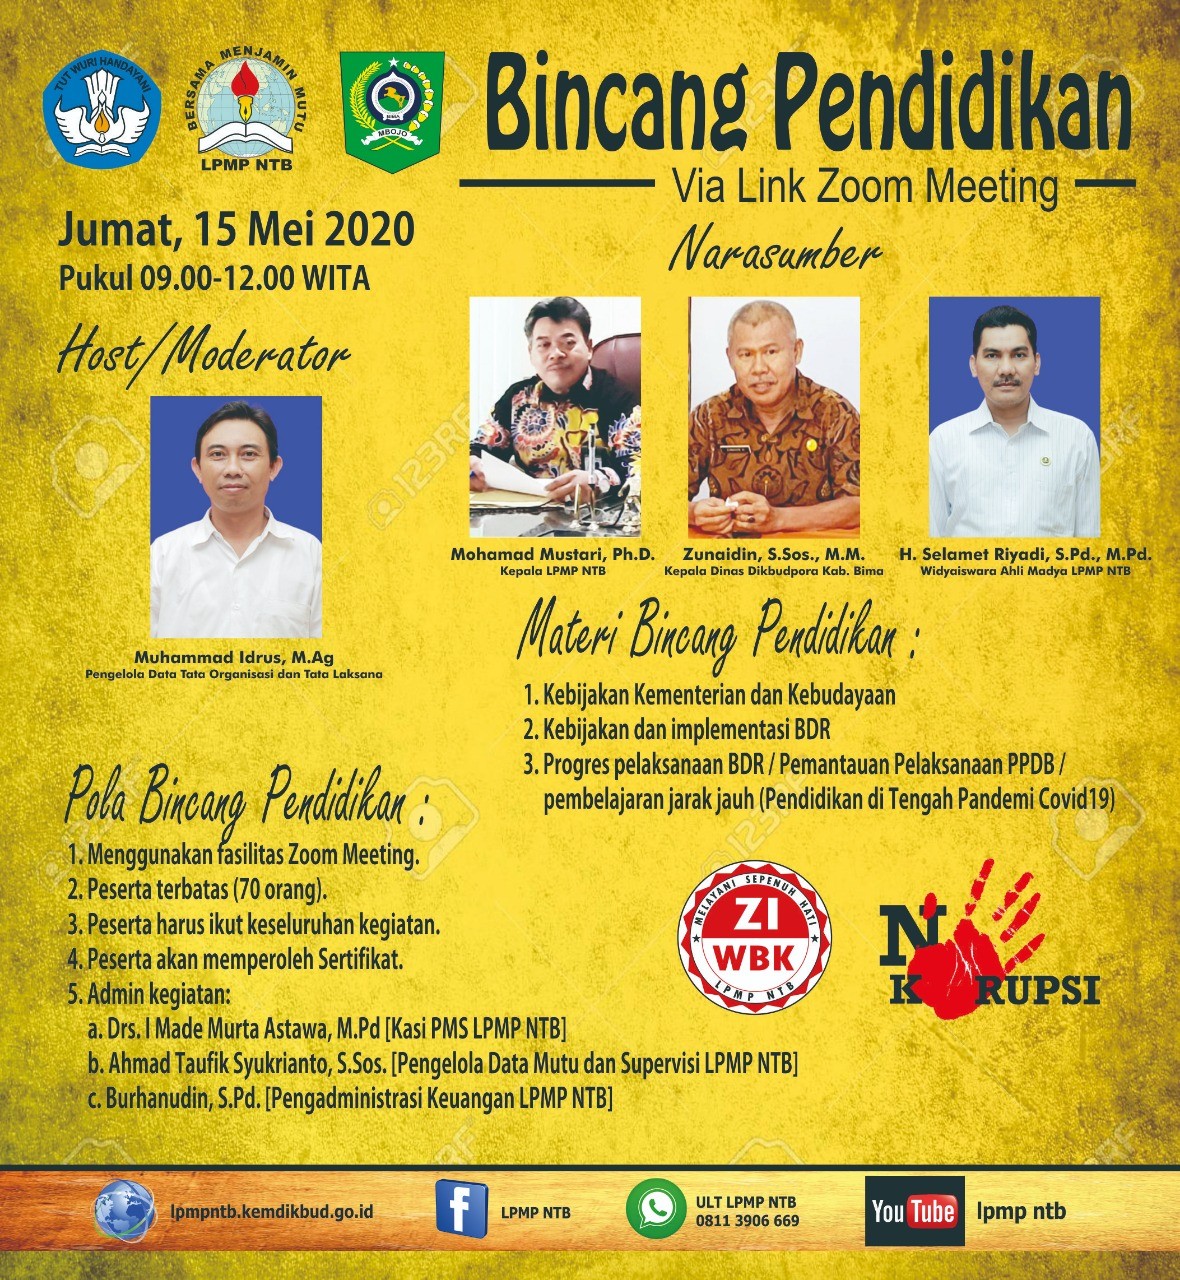 TUT WURI HANDAYANI
BERSAMA MENJAMIN MUTU
LPMP NTB
BIMA
MBOJO
Bincang Pendidikan
Via Link Zoom Meeting
Jumat, 15 Mei 2020
Pukul 09.00-12.00 WITA
Host/Moderator
Muhammad Idrus, M.Ag
Pengelola Data Tata Organisasi dan Tata Laksana
Narasumber
Mohamad Mustari, Ph.D.
Kepala LPMP NTB
Zunaidin, S.Sos., M.M.
Kepala Dinas Dikbudpora Kab. Bima
H. Selamet Riyadi, S.Pd., M.Pd.
Widyaiswara Ahli Madya LPMP NTB
Materi Bincang Pendidikan :
1. Kebijakan Kementerian dan Kebudayaan
2. Kebijakan dan implementasi BDR
3. Progres pelaksanaan BDR / Pemantauan Pelaksanaan PPDB /
pembelajaran jarak jauh (Pendidikan di Tengah Pandemi Covid19)
Pola Bincang Pendidikan :
1. Menggunakan fasilitas Zoom Meeting.
2. Peserta terbatas (70 orang).
3. Peserta harus ikut keseluruhan kegiatan.
4. Peserta akan memperoleh Sertifikat.
5. Admin kegiatan:
a. Drs. I Made Murta Astawa, M.Pd [Kasi PMS LPMP NTB]
b. Ahmad Taufik Syukrianto, S.Sos. [Pengelola Data Mutu dan Supervisi LPMP NTB]
c. Burhanudin, S.Pd. [Pengadministrasi Keuangan LPMP NTB]
MELAYANI SEPENUH HATI
ZI
WBK
LPMP NTB
NO
KORUPSI
lpmpntb.kemdikbud.go.id
f
LPMP NTB
ULT LPMP NTB
0811 3906 669
YouTube
lpmp ntb
123RF